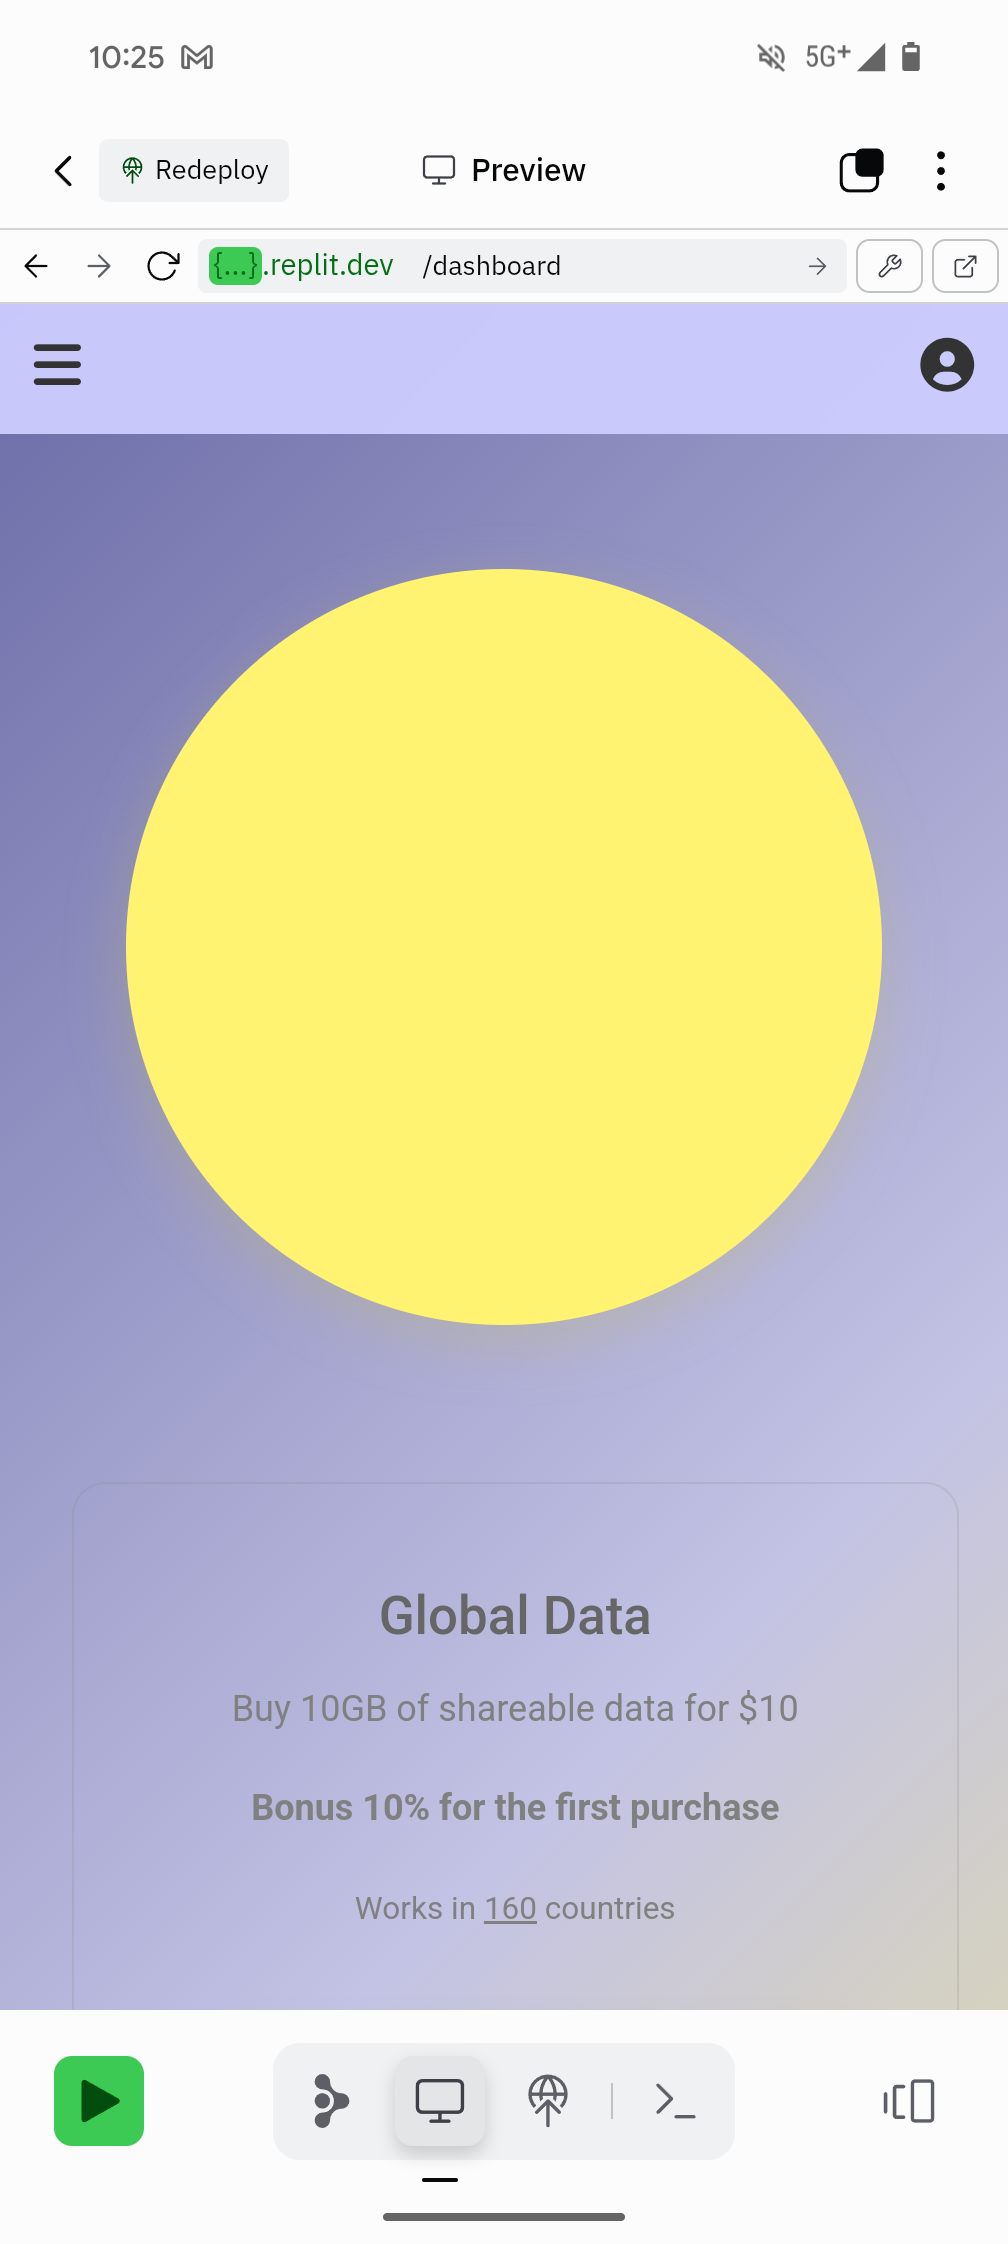 10:25 5G+
Redeploy Preview
{...}.replit.dev /dashboard
Global Data
Buy 10GB of shareable data for $10
Bonus 10% for the first purchase
Works in 160 countries